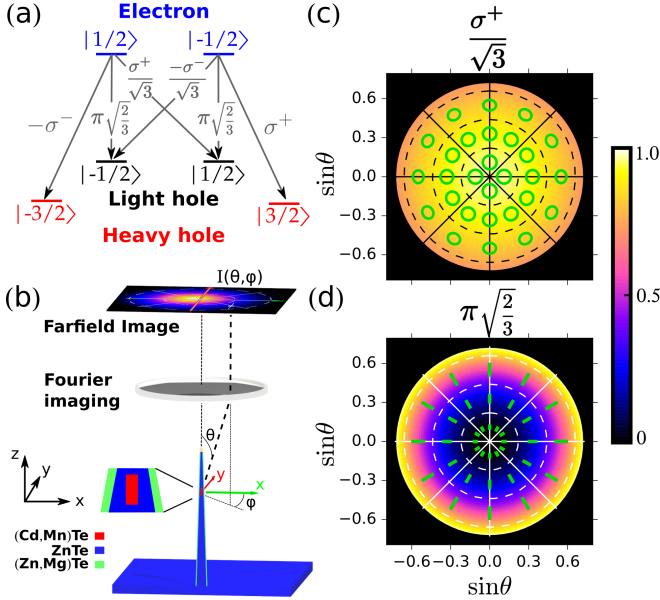 (a)
Electron
|1/2⟩
|-1/2⟩
σ⁺/√3
-σ⁻/√3
-σ⁻
π√(2/3)
π√(2/3)
σ⁺
|-1/2⟩
|1/2⟩
Light hole
|-3/2⟩
|3/2⟩
Heavy hole
(b)
I(θ,φ)
Farfield Image
Fourier
imaging
θ
z
y
x
y
x
φ
(Cd,Mn)Te
ZnTe
(Zn,Mg)Te
(c)
σ⁺/√3
sinθ
0.6
0.3
0.0
−0.3
−0.6
1.0
0.5
0
(d)
π√(2/3)
sinθ
0.6
0.3
0.0
−0.3
−0.6
−0.6 −0.3 0.0 0.3 0.6
sinθ